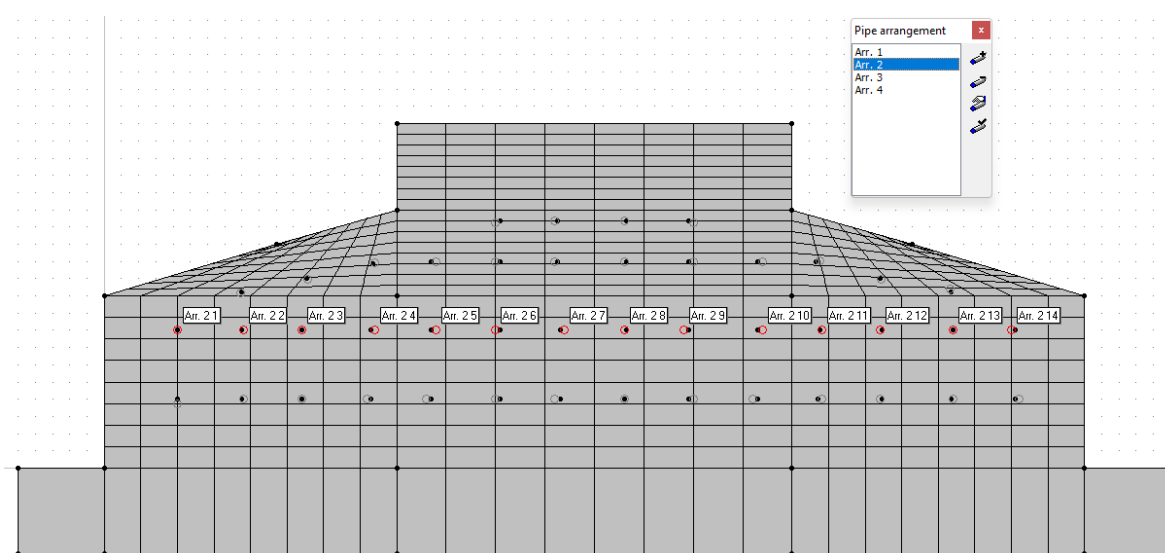 Pipe arrangement x
Arr. 1
Arr. 2
Arr. 3
Arr. 4
Arr. 2 1 Arr. 2 2 Arr. 2 3 Arr. 2 4 Arr. 2 5 Arr. 2 6 Arr. 2 7 Arr. 2 8 Arr. 2 9 Arr. 2 10 Arr. 2 11 Arr. 2 12 Arr. 2 13 Arr. 2 14